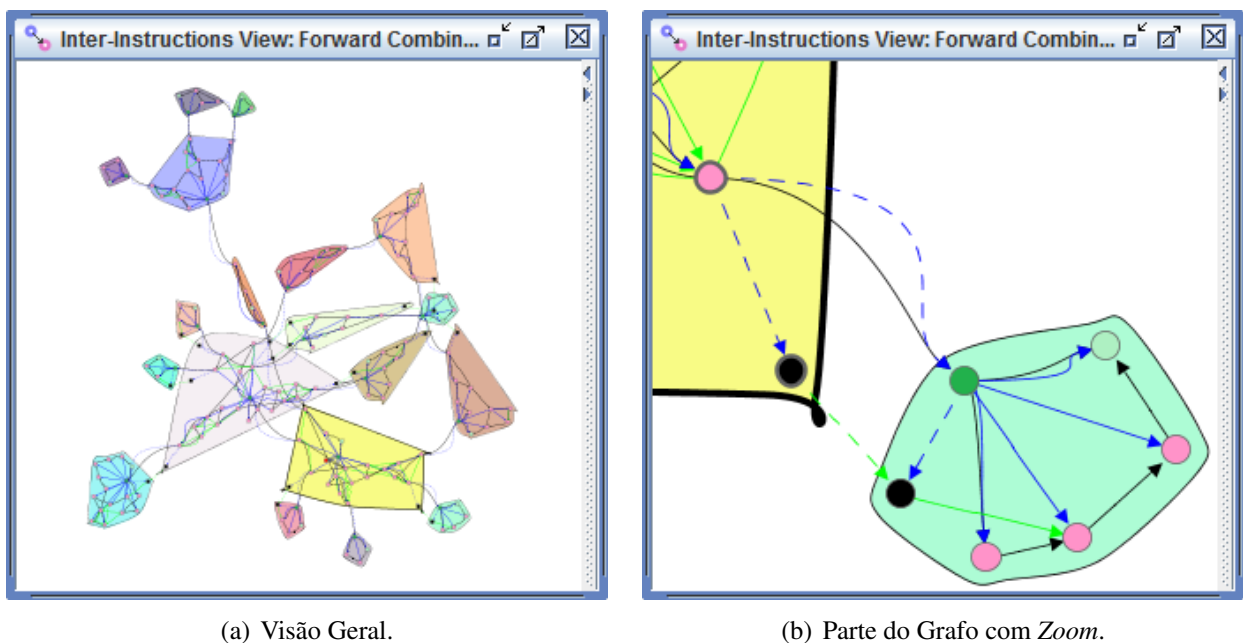 Inter-Instructions View: Forward Combin...
Inter-Instructions View: Forward Combin...
(a) Visão Geral.
(b) Parte do Grafo com Zoom.